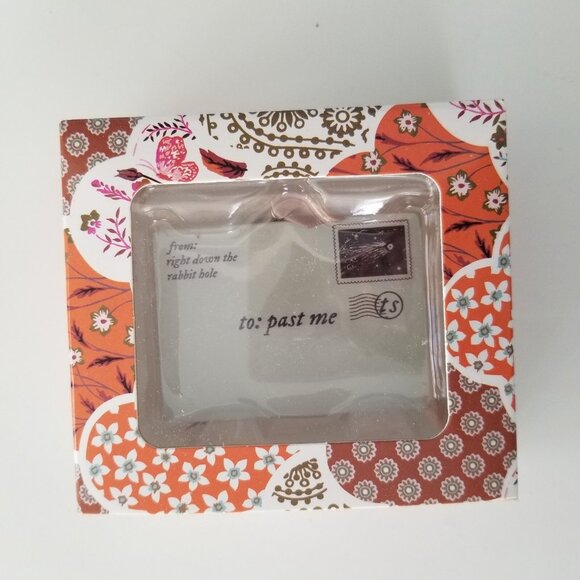 from:
right down the
rabbit hole
ts
to: past me